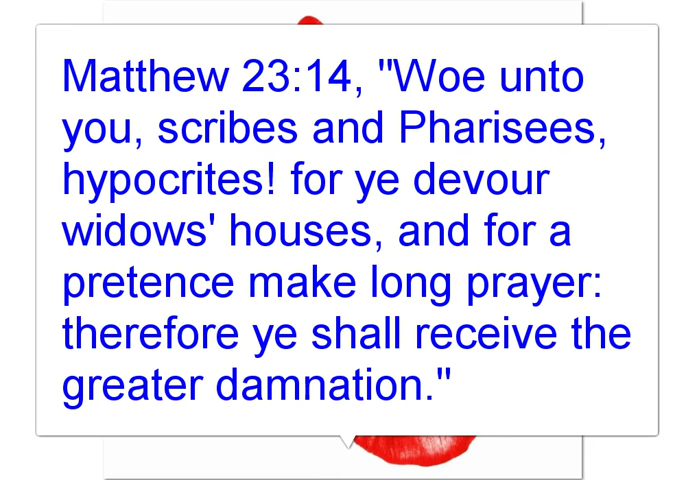 Matthew 23:14, "Woe unto
you, scribes and Pharisees,
hypocrites! for ye devour
widows' houses, and for a
pretence make long prayer:
therefore ye shall receive the
greater damnation."